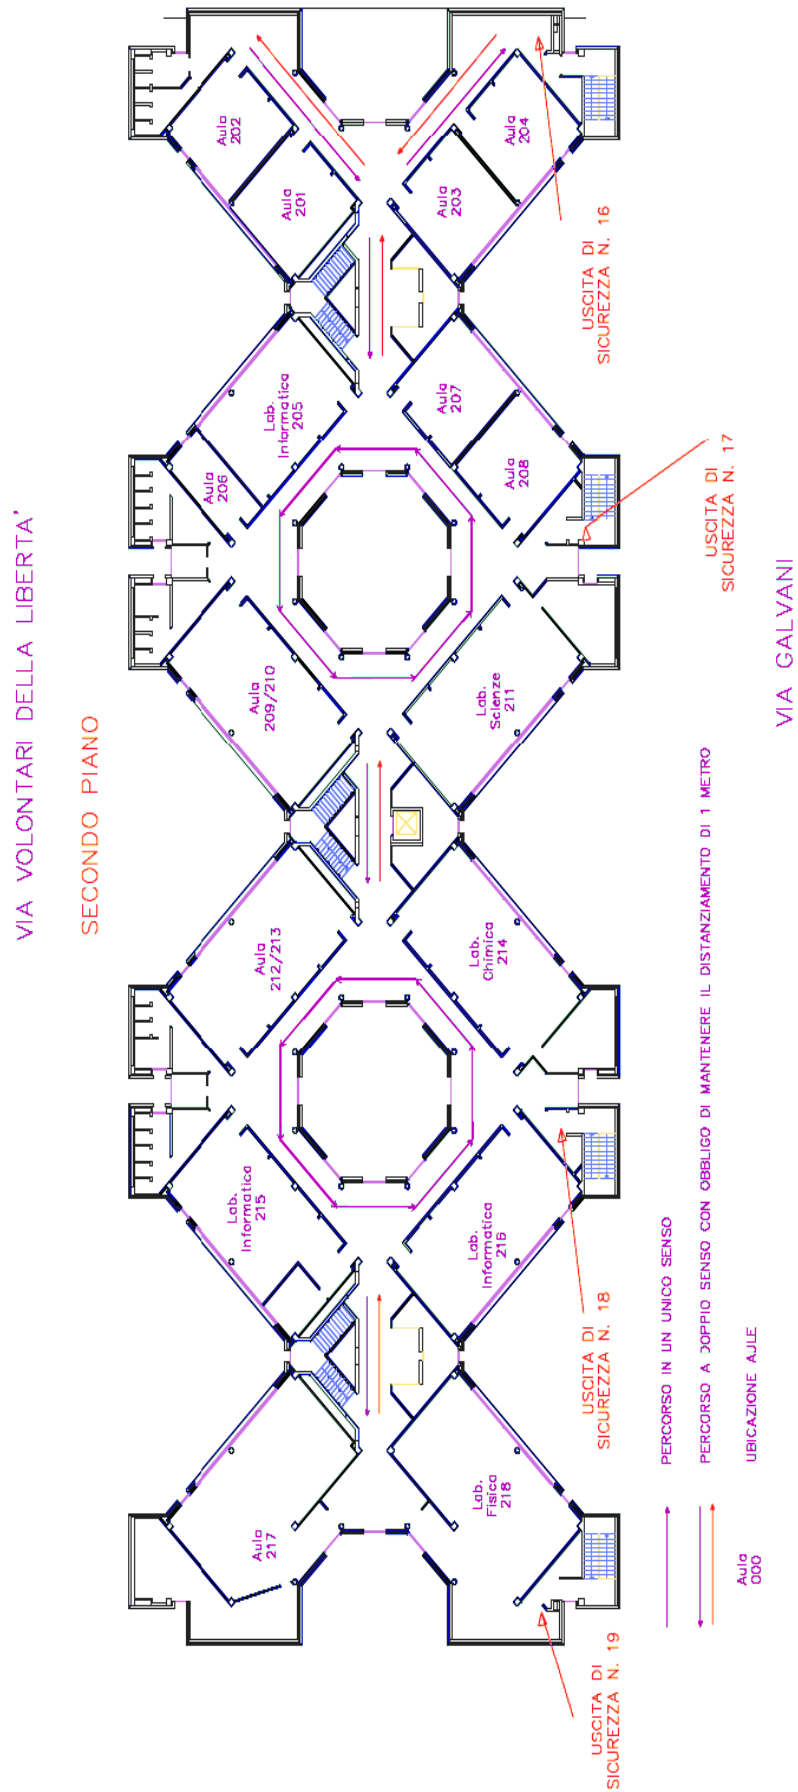 VIA VOLONTARI DELLA LIBERTA'
SECONDO PIANO
Aula
202
Aula
201
Aula
204
Aula
203
USCITA DI
SICUREZZA N. 16
Lab.
Informatica
205
Aula
206
Aula
207
Aula
208
USCITA DI
SICUREZZA N. 17
Aula
209/210
Lab.
Scienze
211
VIA GALVANI
Aula
212/213
Lab.
Chimica
214
Lab.
Informatica
215
Lab.
Informatica
216
USCITA DI
SICUREZZA N. 18
Aula
217
Lab.
Fisica
218
USCITA DI
SICUREZZA N. 19
PERCORSO IN UN UNICO SENSO
PERCORSO A DOPPIO SENSO CON OBBLIGO DI MANTENERE IL DISTANZIAMENTO DI 1 METRO
Aula
000
UBICAZIONE AULE